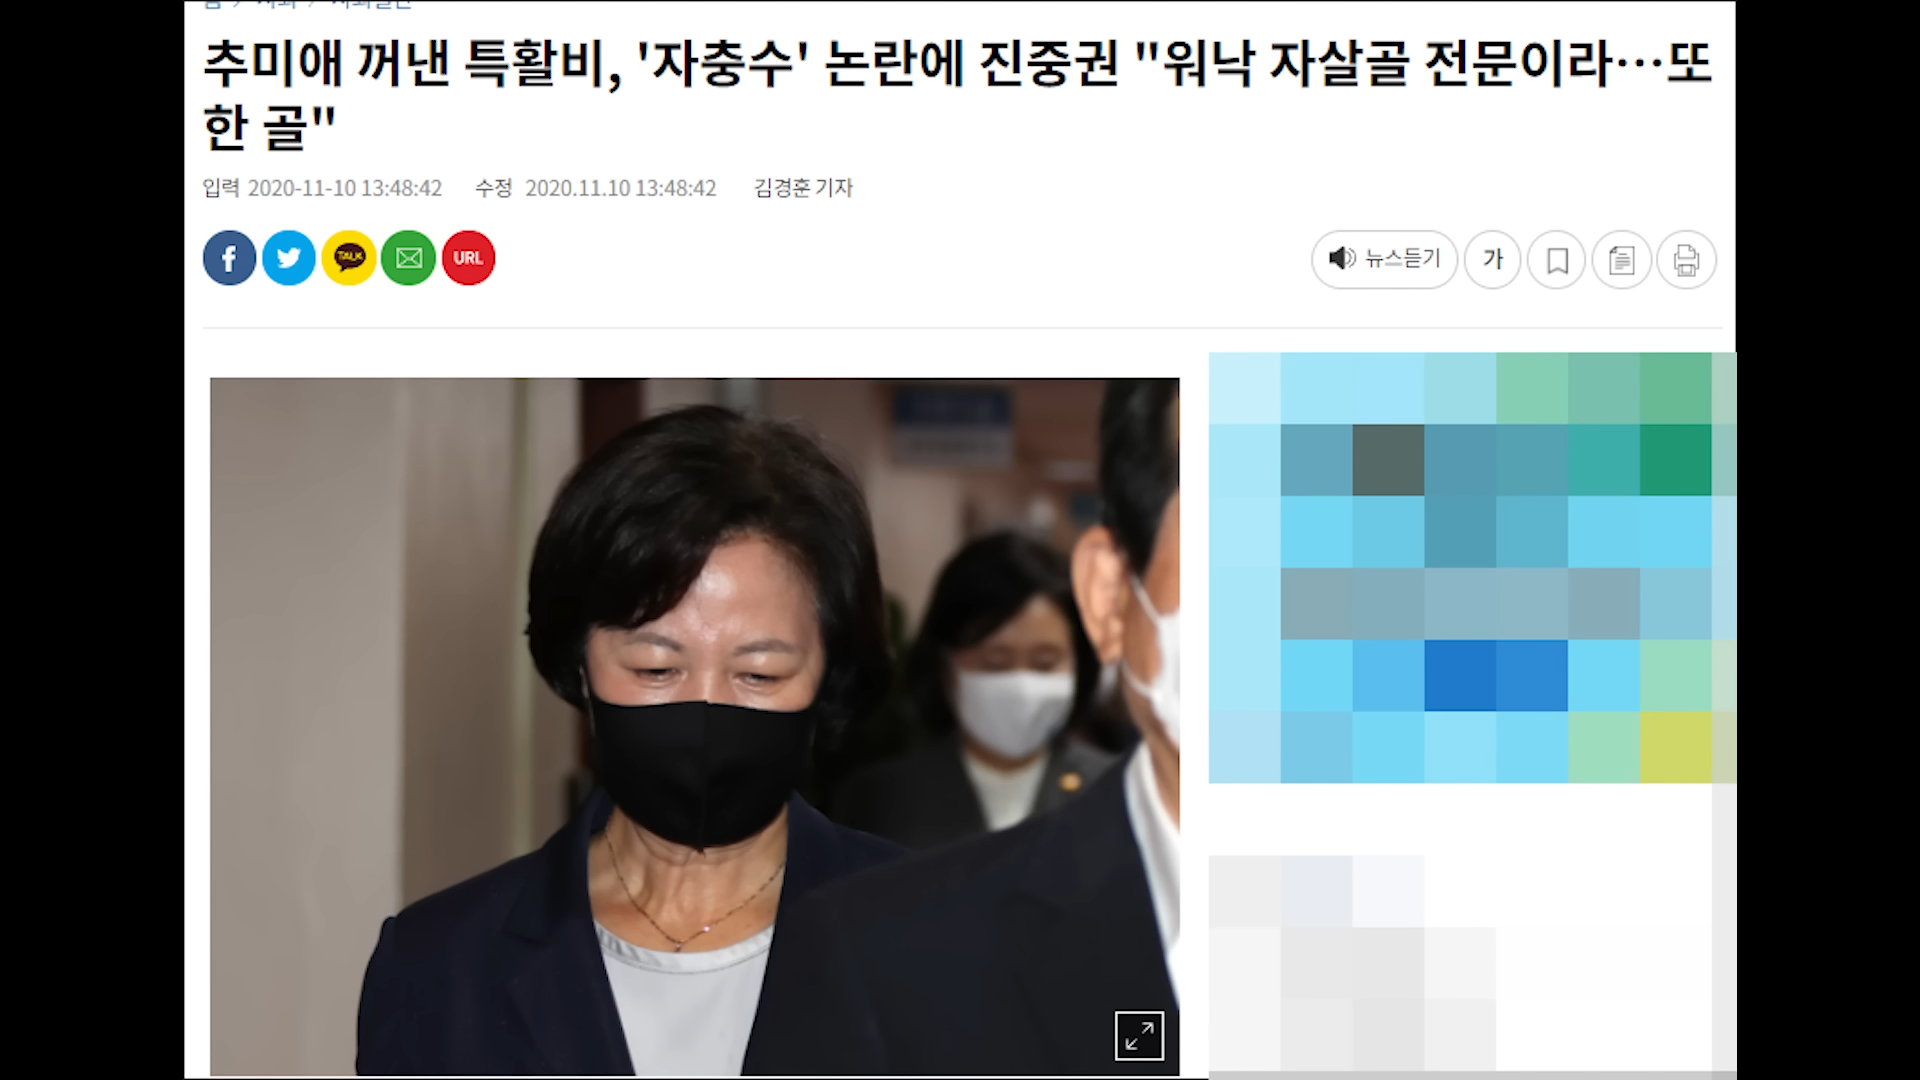 추미애 꺼낸 특활비, '자충수' 논란에 진중권 "워낙 자살골 전문이라…또
한 골"
입력 2020-11-10 13:48:42 수정 2020.11.10 13:48:42 김경훈 기자
TALK URL 뉴스듣기 가